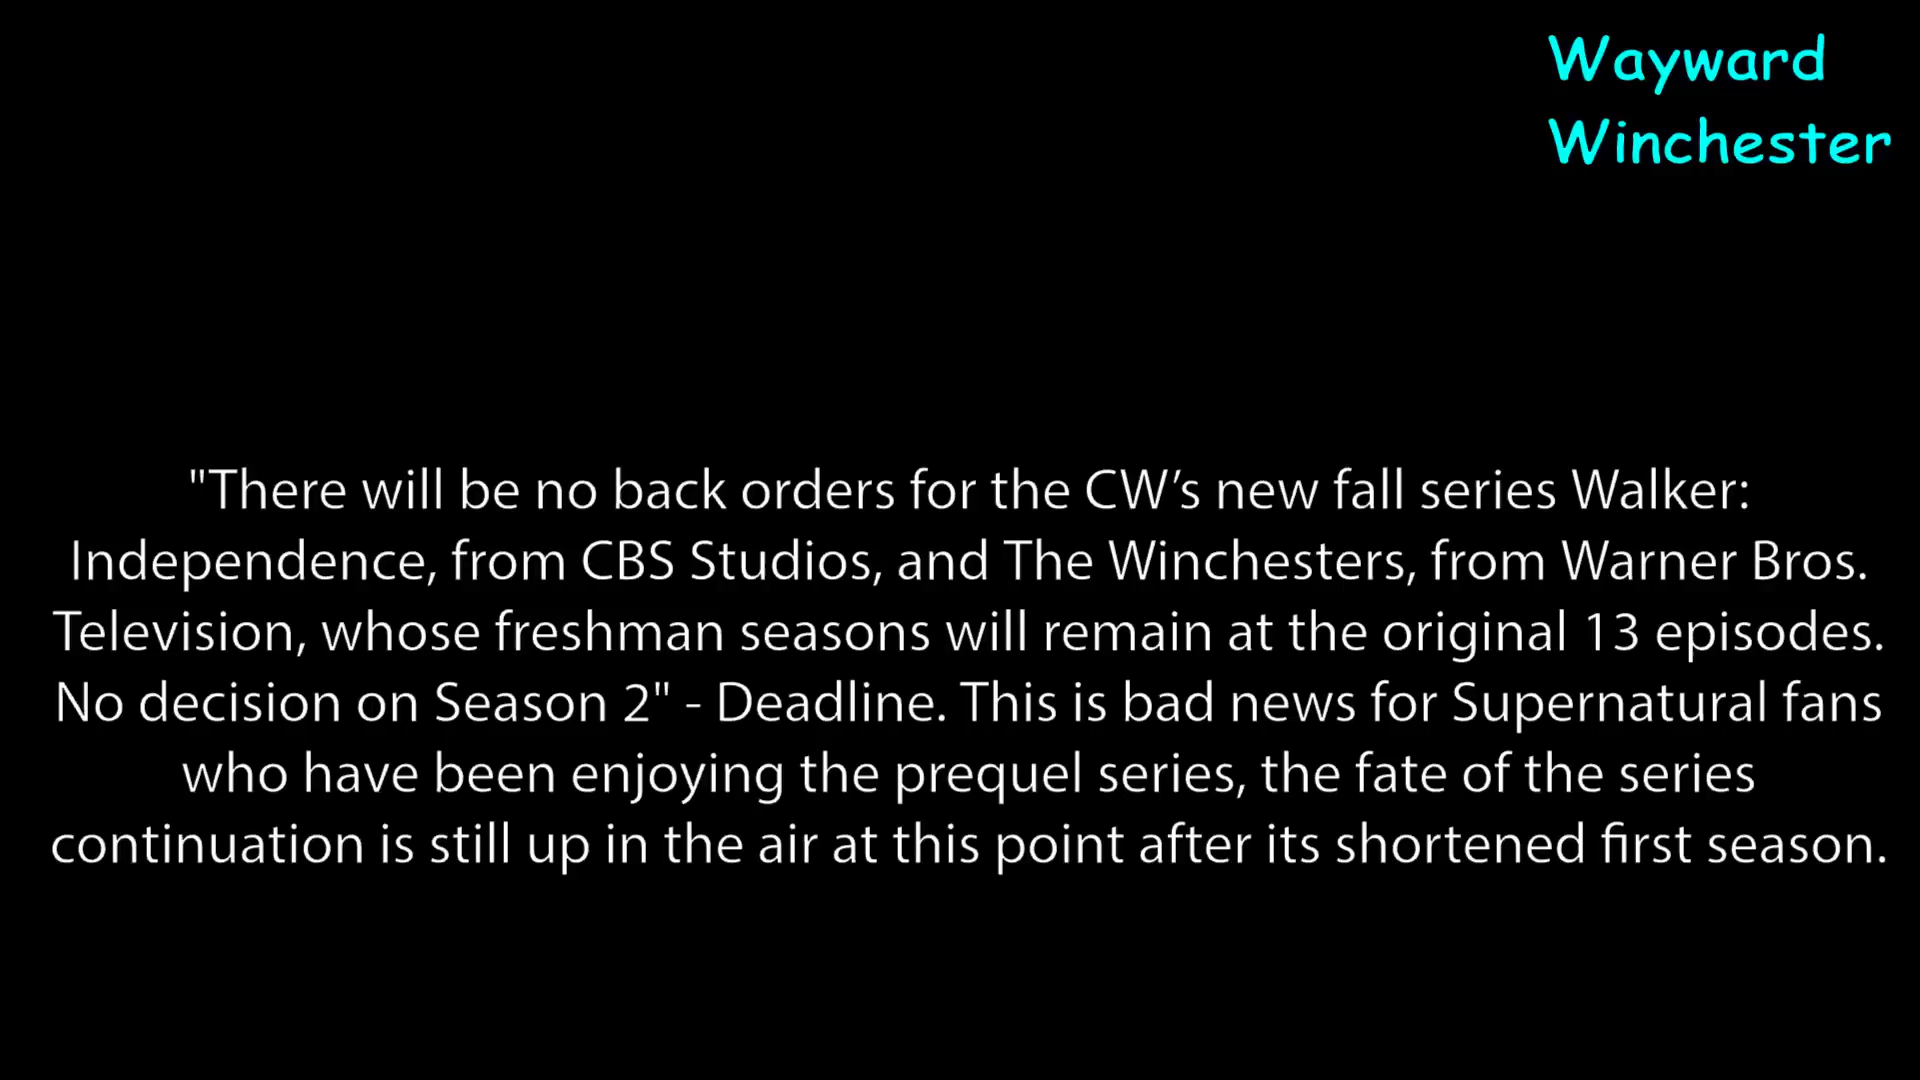 Wayward
Winchester
"There will be no back orders for the CW’s new fall series Walker:
Independence, from CBS Studios, and The Winchesters, from Warner Bros.
Television, whose freshman seasons will remain at the original 13 episodes.
No decision on Season 2" - Deadline. This is bad news for Supernatural fans
who have been enjoying the prequel series, the fate of the series
continuation is still up in the air at this point after its shortened first season.